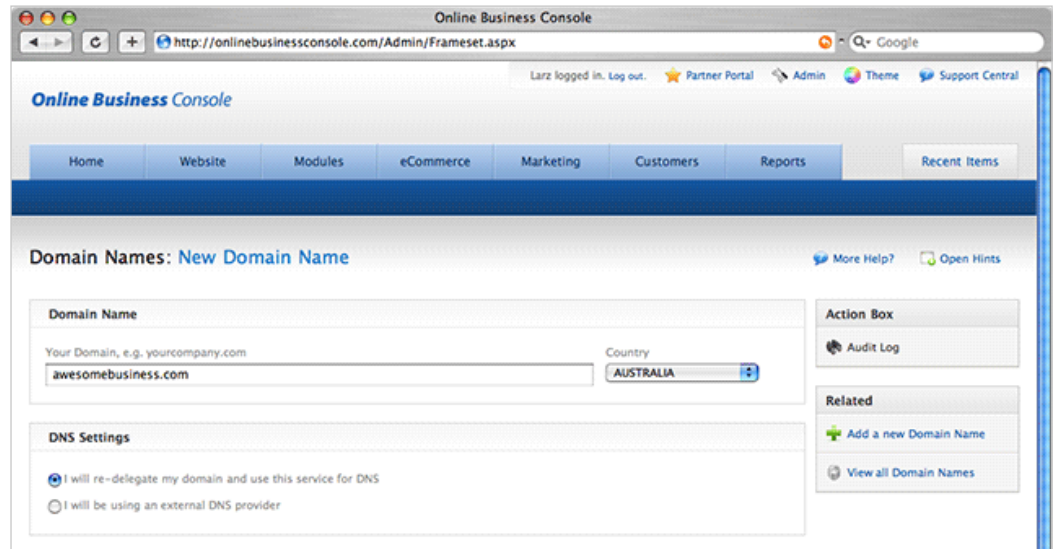 Online Business Console
http://onlinebusinessconsole.com/Admin/Frameset.aspx
Google
Larz logged in. Log out. Partner Portal Admin Theme Support Central
Online Business Console
Home Website Modules eCommerce Marketing Customers Reports Recent Items
Domain Names: New Domain Name
More Help? Open Hints
Domain Name
Your Domain, e.g. yourcompany.com Country
awesomebusiness.com AUSTRALIA
DNS Settings
I will re-delegate my domain and use this service for DNS
I will be using an external DNS provider
Action Box
Audit Log
Related
Add a new Domain Name
View all Domain Names